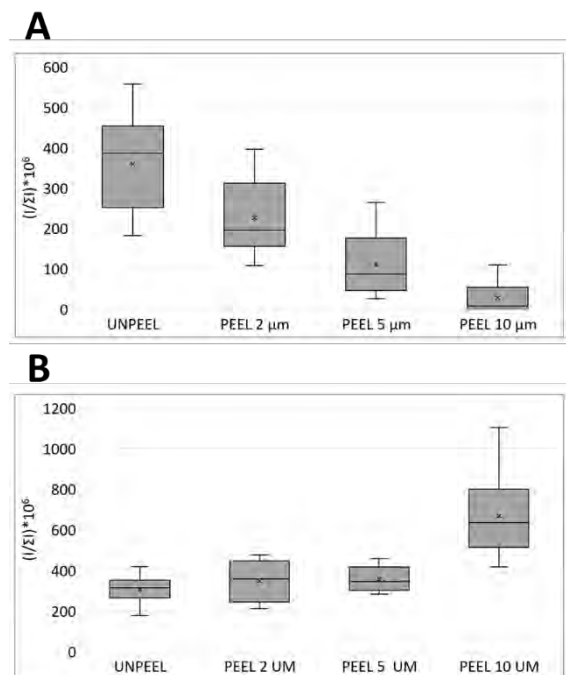 A
600
500
400
300
200
100
0
(I/ΣI)*10⁶
UNPEEL PEEL 2 µm PEEL 5 µm PEEL 10 µm
B
1200
1000
800
600
400
200
0
(I/ΣI)*10⁶
UNPEEL PEEL 2 UM PEEL 5 UM PEEL 10 UM